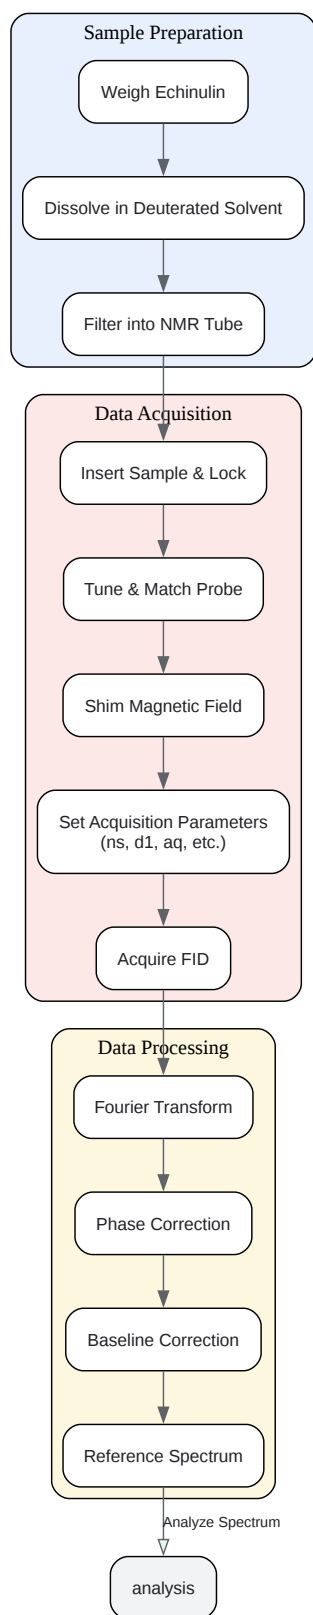 Sample Preparation
Weigh Echinulin
Dissolve in Deuterated Solvent
Filter into NMR Tube
Data Acquisition
Insert Sample & Lock
Tune & Match Probe
Shim Magnetic Field
Set Acquisition Parameters
(ns, d1, aq, etc.)
Acquire FID
Data Processing
Fourier Transform
Phase Correction
Baseline Correction
Reference Spectrum
Analyze Spectrum
analysis